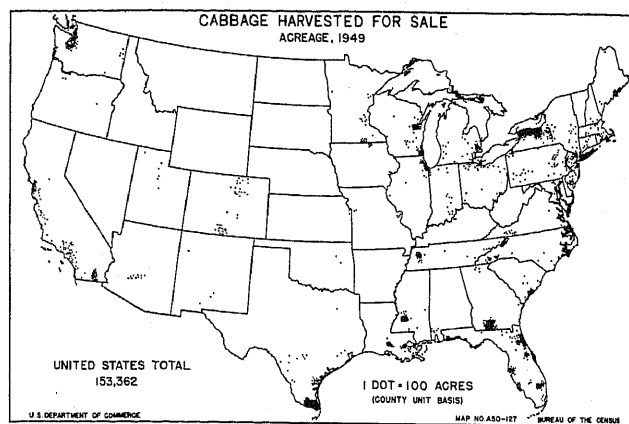 CABBAGE HARVESTED FOR SALE
ACREAGE, 1949
UNITED STATES TOTAL
153,362
1 DOT = 100 ACRES
(COUNTY UNIT BASIS)
U.S. DEPARTMENT OF COMMERCE
MAP NO. A50-127
BUREAU OF THE CENSUS